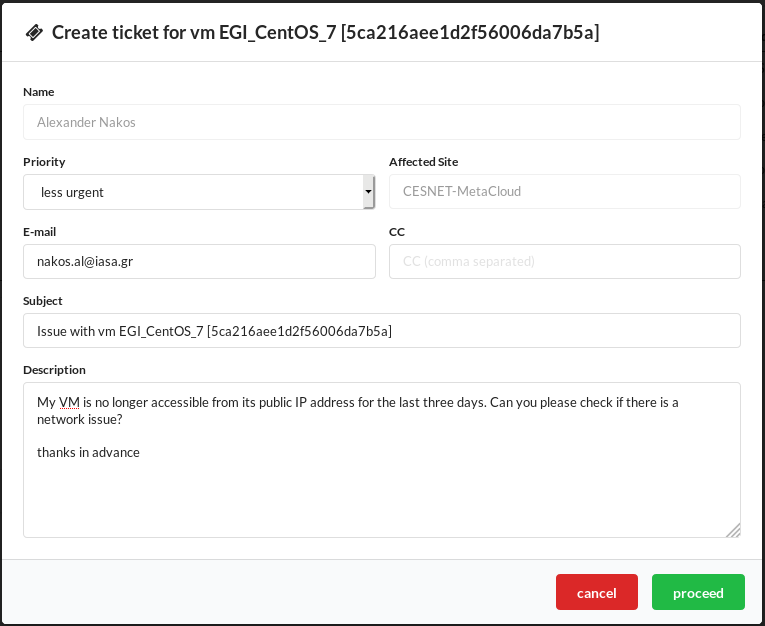 Create ticket for vm EGI_CentOS_7 [5ca216aee1d2f56006da7b5a]
Name
Alexander Nakos
Priority
Affected Site
less urgent
CESNET-MetaCloud
E-mail
CC
nakos.al@iasa.gr
CC (comma separated)
Subject
Issue with vm EGI_CentOS_7 [5ca216aee1d2f56006da7b5a]
Description
My VM is no longer accessible from its public IP address for the last three days. Can you please check if there is a
network issue?
thanks in advance
cancel
proceed